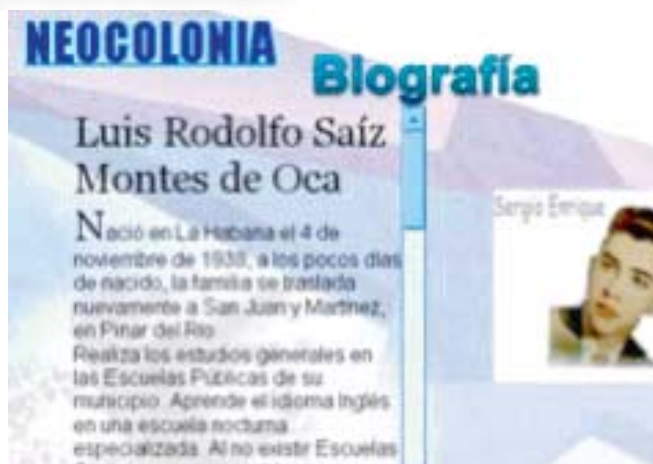 NEOCOLONIA
Biografía
Luis Rodolfo Saíz
Montes de Oca
Nació en La Habana el 4 de
noviembre de 1938, a los pocos días
de nacido, la familia se traslada
nuevamente a San Juan y Martínez,
en Pinar del Río
Realiza los estudios generales en
las Escuelas Públicas de su
municipio. Aprende el idioma Inglés
en una escuela nocturna
especializada. Al no existir Escuelas
Sergio Enrique